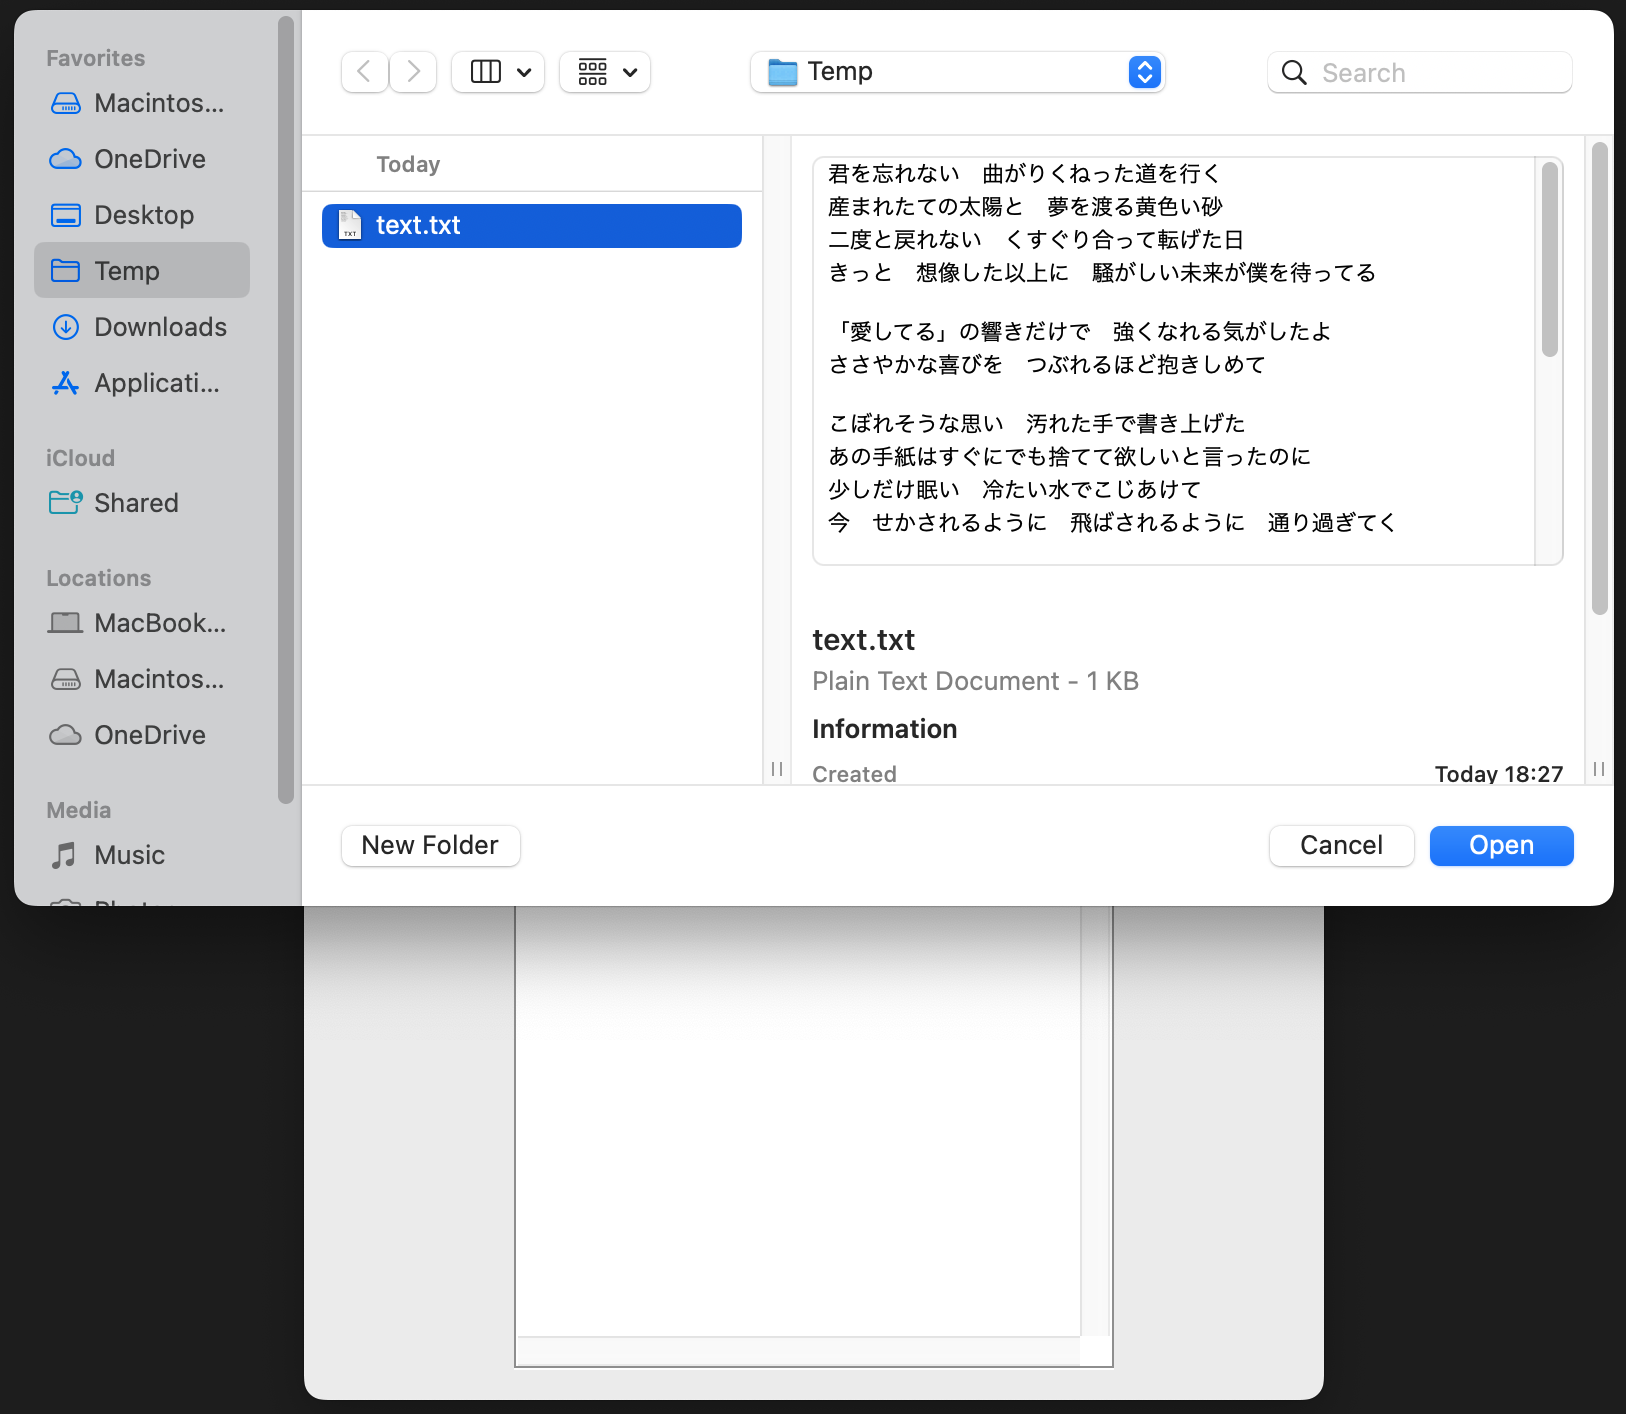 Favorites
Macintos...
OneDrive
Desktop
Temp
Downloads
Applicati...
iCloud
Shared
Locations
MacBook...
Macintos...
OneDrive
Media
Music
Temp
Search
Today
text.txt
君を忘れない　曲がりくねった道を行く
産まれたての太陽と　夢を渡る黄色い砂
二度と戻れない　くすぐり合って転げた日
きっと　想像した以上に　騒がしい未来が僕を待ってる
「愛してる」の響きだけで　強くなれる気がしたよ
ささやかな喜びを　つぶれるほど抱きしめて
こぼれそうな思い　汚れた手で書き上げた
あの手紙はすぐにでも捨てて欲しいと言ったのに
少しだけ眠い　冷たい水でこじあけて
今　せかされるように　飛ばされるように　通り過ぎてく
text.txt
Plain Text Document - 1 KB
Information
Created Today 18:27
New Folder
Cancel
Open